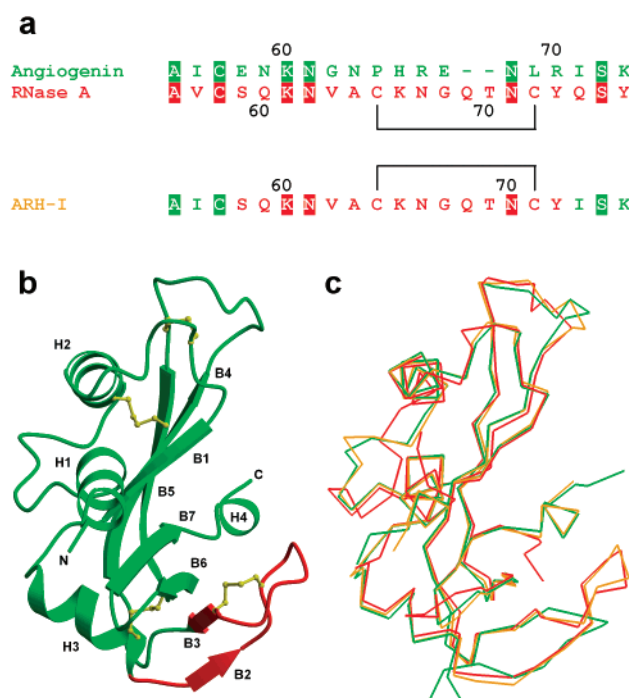 a
60 70
Angiogenin A I C E N K N G N P H R E - - N L R I S K
RNase A A V C S Q K N V A C K N G Q T N C Y Q S Y
60 70
60 70
ARH-I A I C S Q K N V A C K N G Q T N C Y I S K
b c
H2
B4
H1
B1
B5
C
B7
H4
N
B6
H3
B3
B2